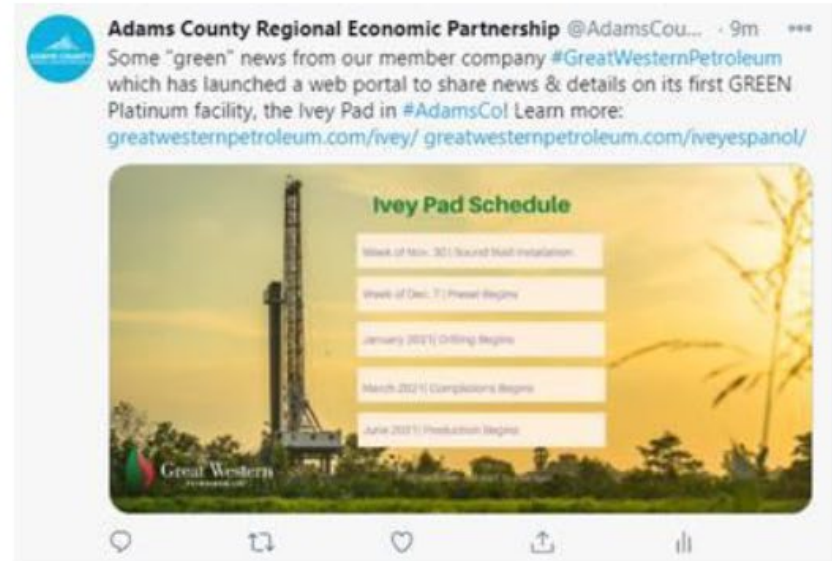 Adams County Regional Economic Partnership @AdamsCou... · 9m
Some "green" news from our member company #GreatWesternPetroleum
which has launched a web portal to share news & details on its first GREEN
Platinum facility, the Ivey Pad in #AdamsCo! Learn more:
greatwesternpetroleum.com/ivey/ greatwesternpetroleum.com/iveyespanol/
Ivey Pad Schedule
Week of Nov. 30 | Sound Wall Installation
Week of Dec. 7 | Preset Begins
January 2021| Drilling Begins
March 2021| Completions Begins
June 2021| Production Begins
Great Western
PETROLEUM